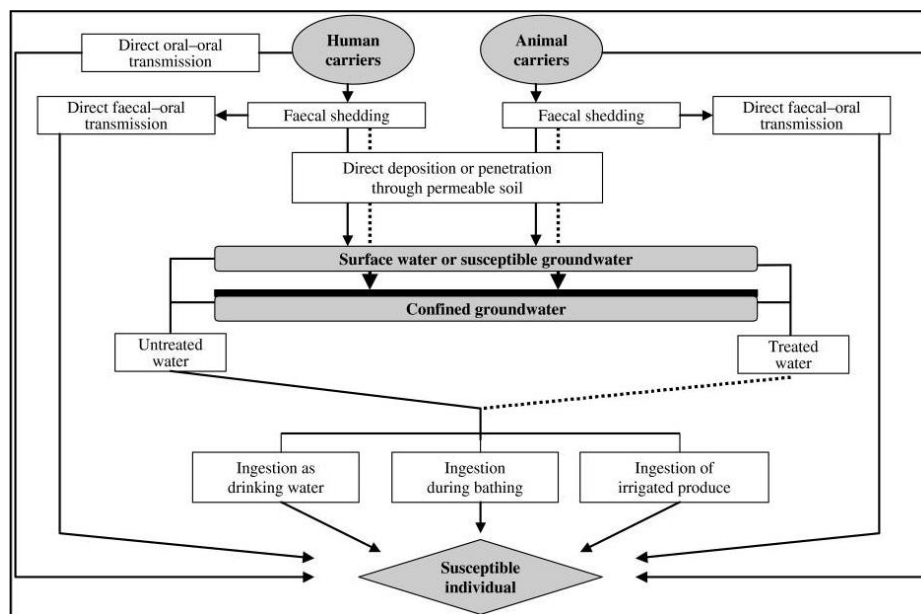 Direct oral–oral
transmission
Human
carriers
Animal
carriers
Direct faecal–oral
transmission
Faecal shedding
Faecal shedding
Direct faecal–oral
transmission
Direct deposition or penetration
through permeable soil
Surface water or susceptible groundwater
Confined groundwater
Untreated
water
Treated
water
Ingestion as
drinking water
Ingestion
during bathing
Ingestion of
irrigated produce
Susceptible
individual